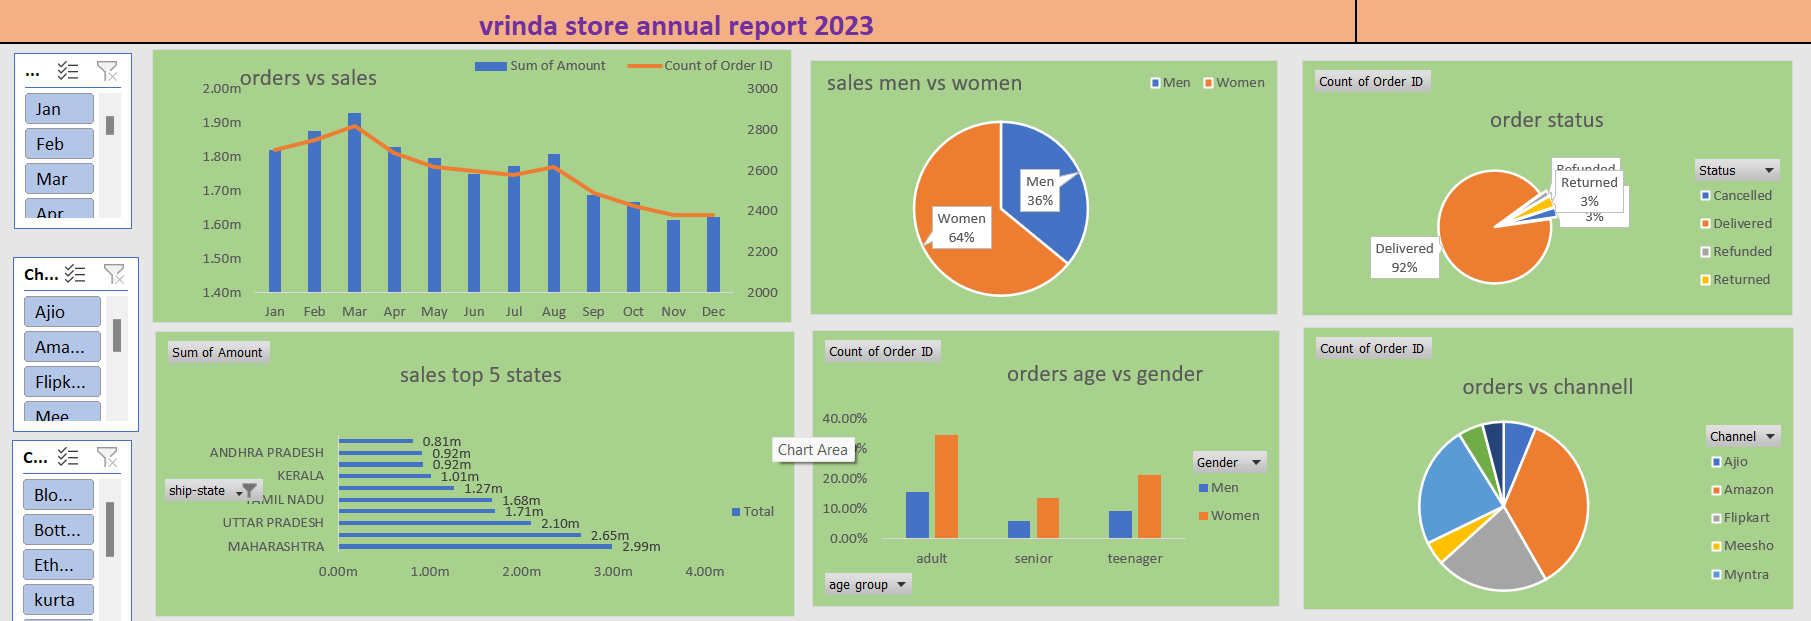 vrinda store annual report 2023
...
Jan
Feb
Mar
Apr
Ch...
Ajio
Ama...
Flipk...
Mee
C...
Blo...
Bott...
Eth...
kurta
orders vs sales
Sum of Amount
Count of Order ID
2.00m
1.90m
1.80m
1.70m
1.60m
1.50m
1.40m
3000
2800
2600
2400
2200
2000
Jan Feb Mar Apr May Jun Jul Aug Sep Oct Nov Dec
sales men vs women
Men Women
Men
36%
Women
64%
Count of Order ID
order status
Refunded
Returned
3%
3%
Delivered
92%
Status
Cancelled
Delivered
Refunded
Returned
Sum of Amount
sales top 5 states
0.81m
ANDHRA PRADESH 0.92m
0.92m
KERALA 1.01m
1.27m
ship-state
TAMIL NADU 1.68m
1.71m
UTTAR PRADESH 2.10m
2.65m
MAHARASHTRA 2.99m
0.00m 1.00m 2.00m 3.00m 4.00m
Total
Count of Order ID
orders age vs gender
40.00%
Chart Area
20.00%
10.00%
0.00%
adult senior teenager
Gender
Men
Women
age group
Count of Order ID
orders vs channell
Channel
Ajio
Amazon
Flipkart
Meesho
Myntra